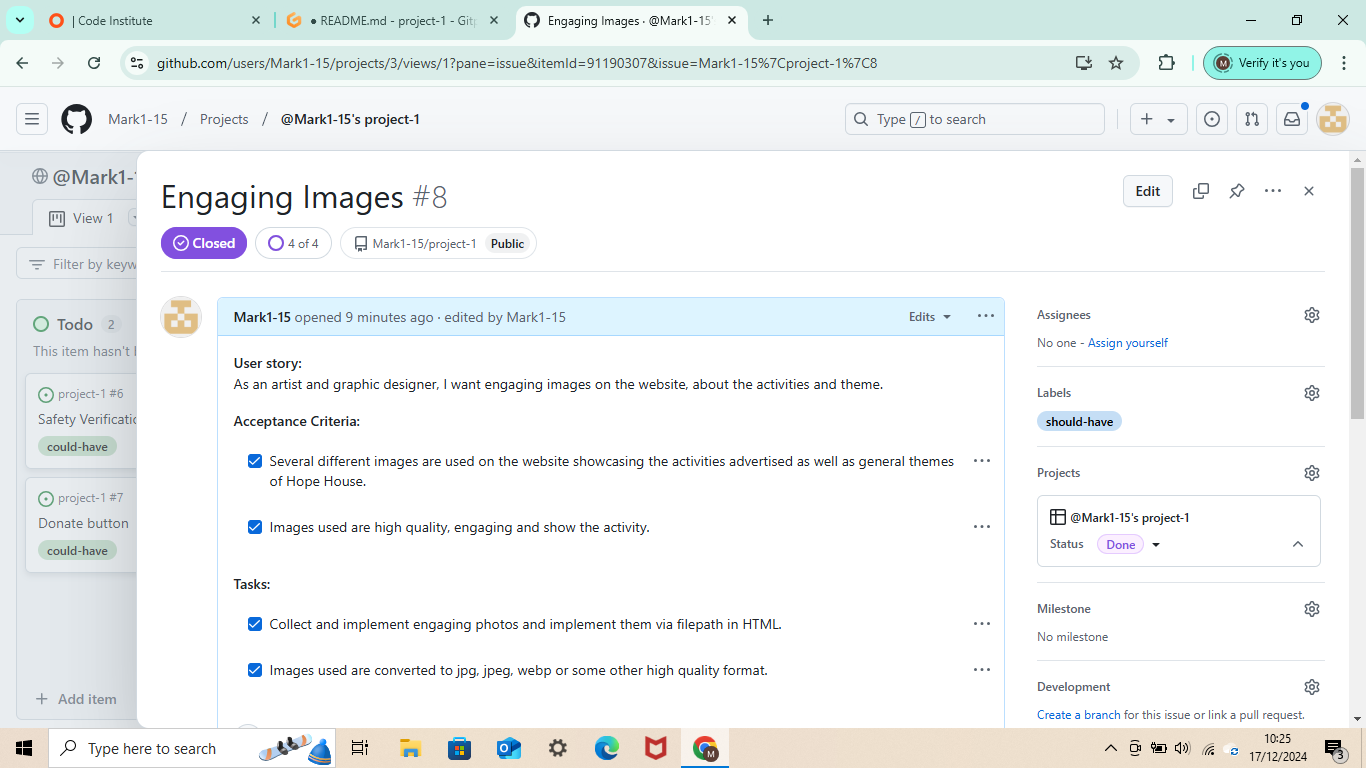 | Code Institute
● README.md - project-1 - Gitp
Engaging Images · @Mark1-15'
github.com/users/Mark1-15/projects/3/views/1?pane=issue&itemId=91190307&issue=Mark1-15%7Cproject-1%7C8
M
Verify it's you
Mark1-15 / Projects / @Mark1-15's project-1
Type / to search
@Mark1-1
View 1
Filter by keyw
Todo 2
This item hasn't b
project-1 #6
Safety Verificatio
could-have
project-1 #7
Donate button
could-have
+ Add item
Engaging Images #8
Edit
Closed
4 of 4
Mark1-15/project-1 Public
Mark1-15 opened 9 minutes ago · edited by Mark1-15
Edits
User story:
As an artist and graphic designer, I want engaging images on the website, about the activities and theme.
Acceptance Criteria:
Several different images are used on the website showcasing the activities advertised as well as general themes
of Hope House.
Images used are high quality, engaging and show the activity.
Tasks:
Collect and implement engaging photos and implement them via filepath in HTML.
Images used are converted to jpg, jpeg, webp or some other high quality format.
Assignees
No one - Assign yourself
Labels
should-have
Projects
@Mark1-15's project-1
Status Done
Milestone
No milestone
Development
Create a branch for this issue or link a pull request.
Type here to search
M
10:25
17/12/2024
3